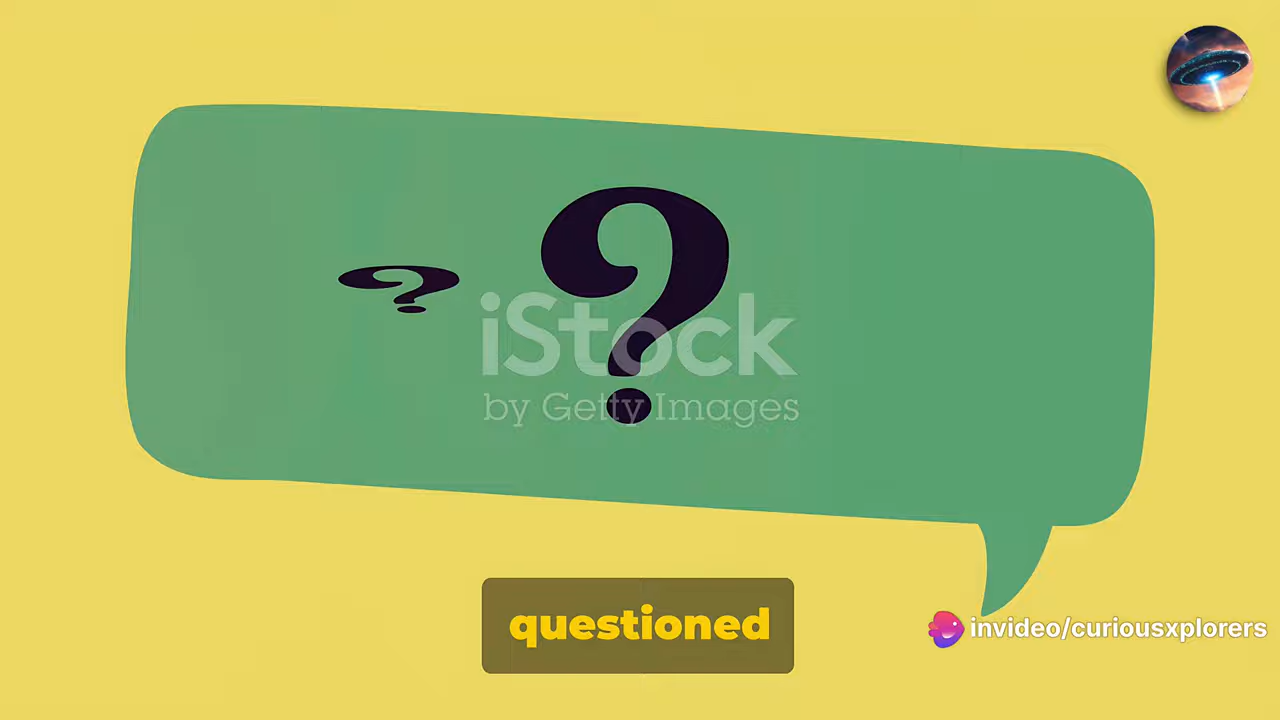 ?
?
iStock
by Getty Images
questioned
invideo/curiousxplorers